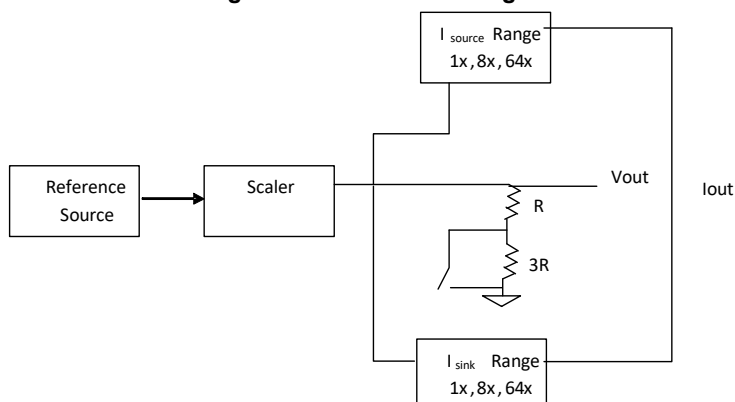 I source Range
1x,8x,64x
Reference
Source
Scaler
Vout
Iout
R
3R
I sink Range
1x,8x,64x